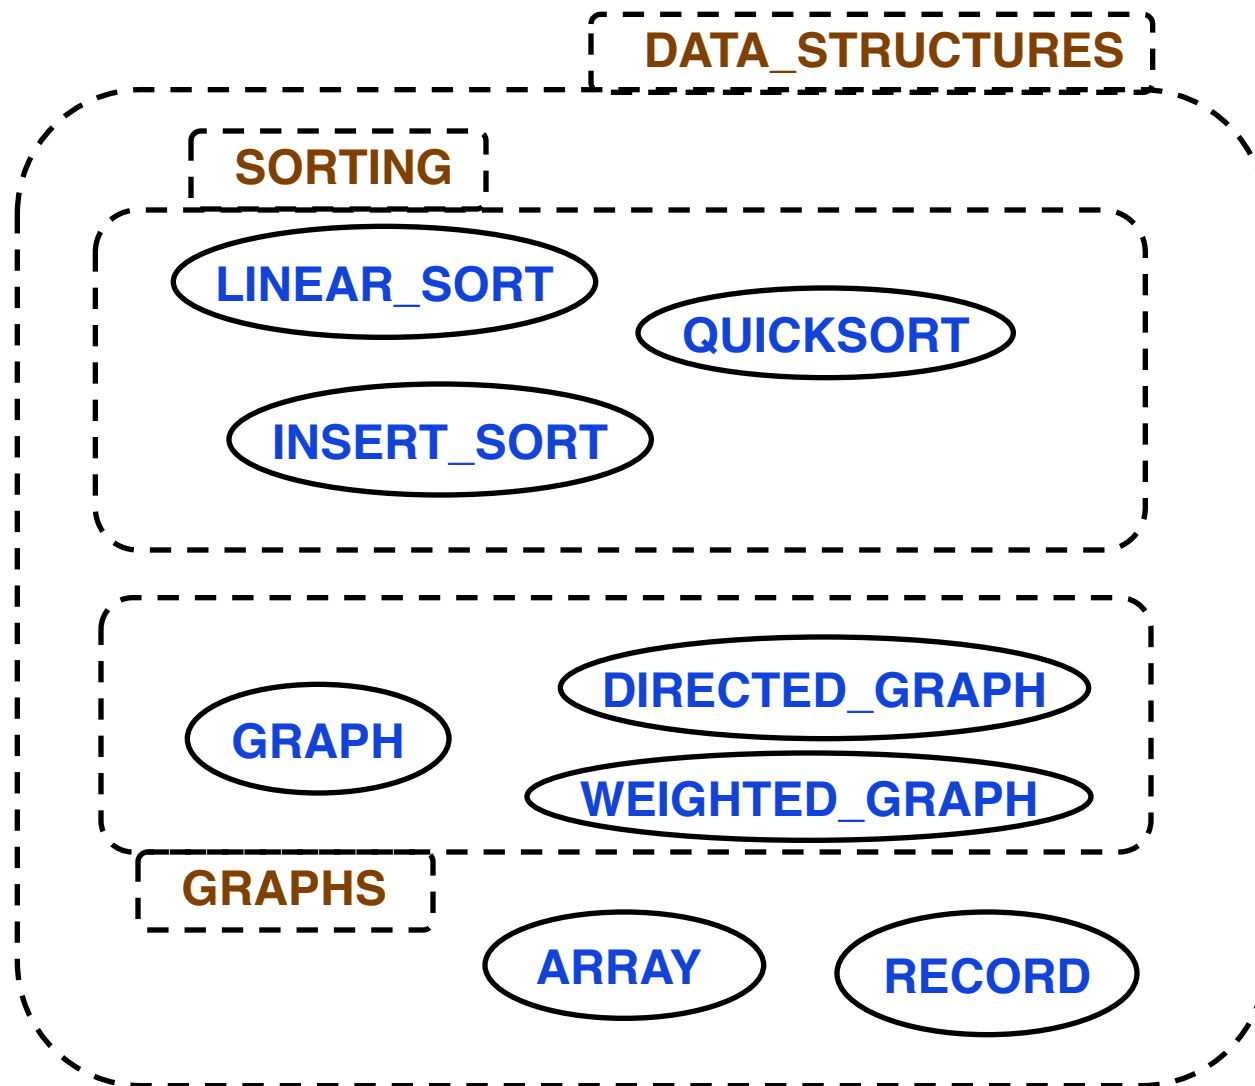 DATA_STRUCTURES
SORTING
LINEAR_SORT
QUICKSORT
INSERT_SORT
DIRECTED_GRAPH
GRAPH
WEIGHTED_GRAPH
GRAPHS
ARRAY
RECORD